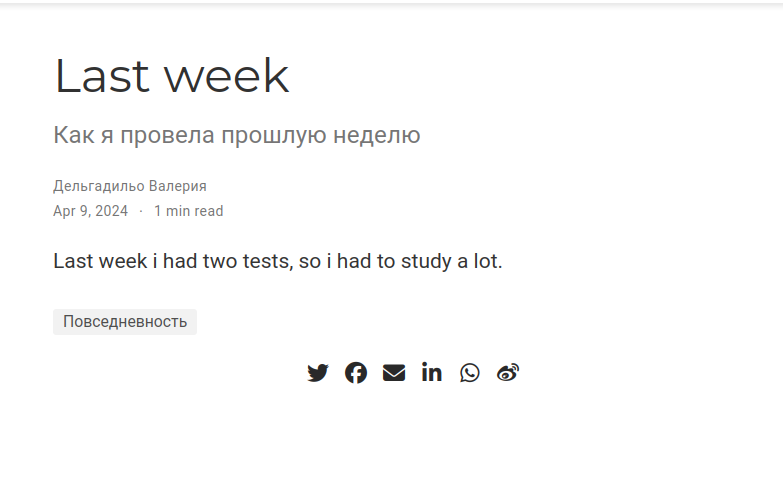 Last week
Как я провела прошлую неделю
Дельгадильо Валерия
Apr 9, 2024 · 1 min read
Last week i had two tests, so i had to study a lot.
Повседневность